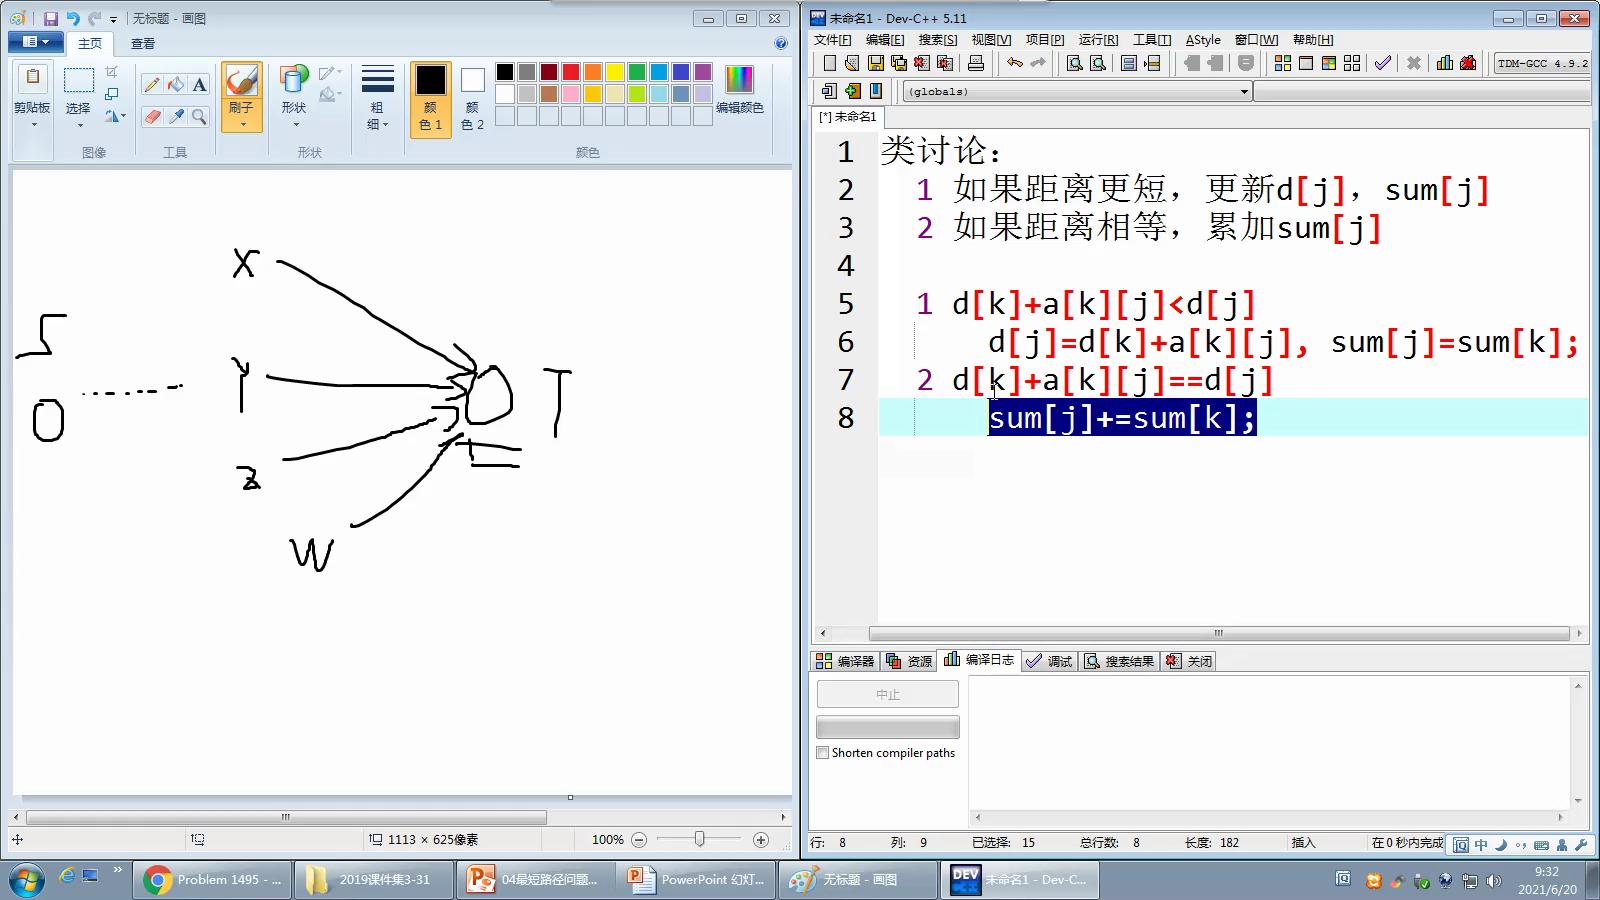 无标题 - 画图
主页 查看
剪贴板 选择 刷子 形状 粗细 颜色 1 颜色 2 编辑颜色
图像 工具 形状 颜色
X
S Y T
0
Z
W
1113 × 625像素 100%
未命名1 - Dev-C++ 5.11
文件[F] 编辑[E] 搜索[S] 视图[V] 项目[P] 运行[R] 工具[T] AStyle 窗口[W] 帮助[H]
TDM-GCC 4.9.2
(globals)
[*] 未命名1
1 类讨论:
2 1 如果距离更短，更新d[j]，sum[j]
3 2 如果距离相等，累加sum[j]
4
5 1 d[k]+a[k][j]<d[j]
6 d[j]=d[k]+a[k][j], sum[j]=sum[k];
7 2 d[k]+a[k][j]==d[j]
8 sum[j]+=sum[k];
编译器 资源 编译日志 调试 搜索结果 关闭
中止
Shorten compiler paths
行: 8 列: 9 已选择: 15 总行数: 8 长度: 182 插入 在 0 秒内完成
中
Problem 1495 - ... 2019课件集3-31 04最短路径问题... PowerPoint 幻灯... 无标题 - 画图 未命名1 - Dev-C...
9:32
2021/6/20